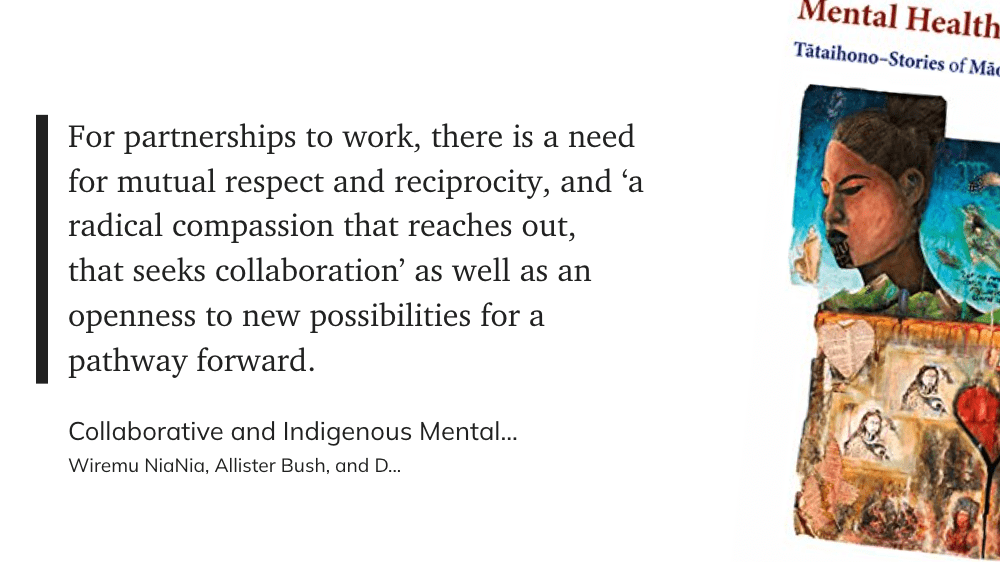 For partnerships to work, there is a need
for mutual respect and reciprocity, and ‘a
radical compassion that reaches out,
that seeks collaboration’ as well as an
openness to new possibilities for a
pathway forward.
Collaborative and Indigenous Mental...
Wiremu NiaNia, Allister Bush, and D...
Mental Health
Tātaihono–Stories of